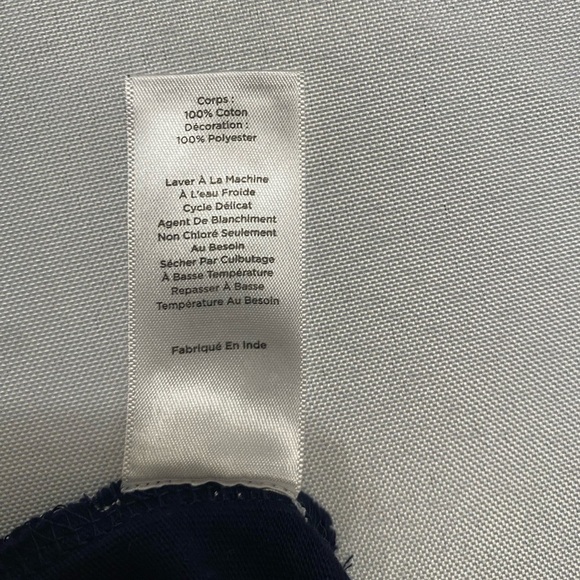 Corps :
100% Coton
Décoration :
100% Polyester
Laver À La Machine
À L'eau Froide
Cycle Délicat
Agent De Blanchiment
Non Chloré Seulement
Au Besoin
Sécher Par Culbutage
À Basse Température
Repasser À Basse
Température Au Besoin
Fabriqué En Inde